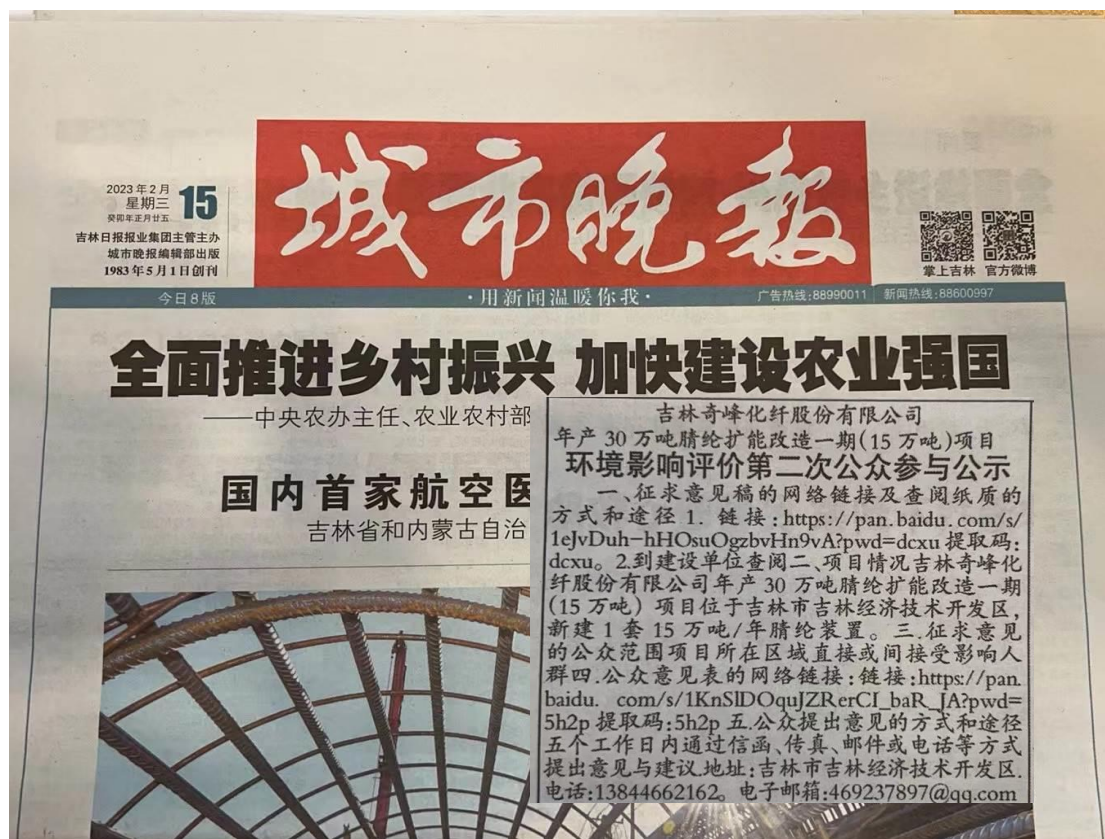 城市晚报
2023年2月
星期三
癸卯年正月廿五
15
吉林日报报业集团主管主办
城市晚报编辑部出版
1983年5月1日创刊
掌上吉林 官方微博
今日8版
·用新闻温暖你我·
广告热线:88990011 新闻热线:88600997
全面推进乡村振兴 加快建设农业强国
——中央农办主任、农业农村部
国内首家航空医
吉林省和内蒙古自治
吉林奇峰化纤股份有限公司
年产30万吨腈纶扩能改造一期(15万吨)项目
环境影响评价第二次公众参与公示
一、征求意见稿的网络链接及查阅纸质的
方式和途径 1. 链接:https://pan.baidu.com/s/
1eJvDuh-hHOsuOgzbvHn9vA?pwd=dcxu 提取码:
dcxu。2.到建设单位查阅二、项目情况吉林奇峰化
纤股份有限公司年产30万吨腈纶扩能改造一期
(15万吨) 项目位于吉林市吉林经济技术开发区,
新建1套15万吨/年腈纶装置。三.征求意见
的公众范围项目所在区域直接或间接受影响人
群四.公众意见表的网络链接:链接:https://pan.
baidu. com/s/1KnSlDOquJZRerCI_baR_JA?pwd=
5h2p 提取码:5h2p 五.公众提出意见的方式和途径
五个工作日内通过信函、传真、邮件或电话等方式
提出意见与建议.地址:吉林市吉林经济技术开发区.
电话:13844662162。电子邮箱:469237897@qq.com